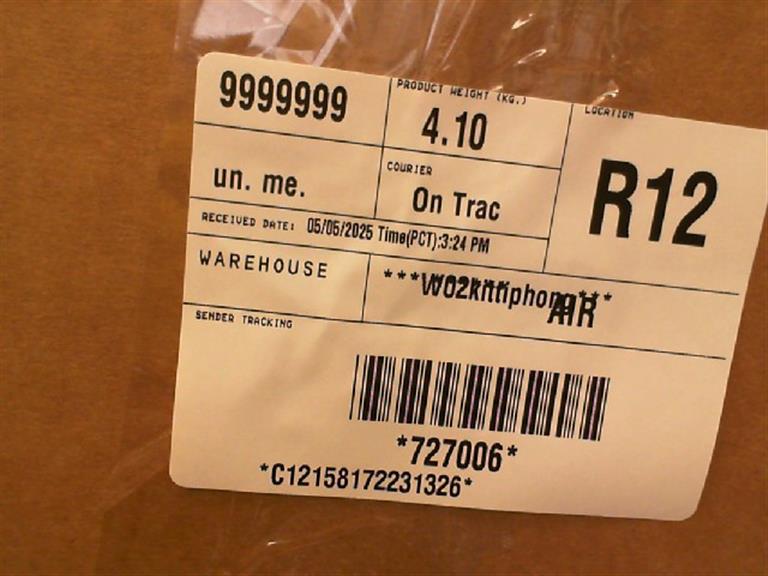 9999999
PRODUCT WEIGHT (KG.)
4.10
LOCATION
R12
un. me.
COURIER
On Trac
RECEIVED DATE: 05/05/2025 Time(PCT):3:24 PM
WAREHOUSE
AIR
SENDER TRACKING
*727006*
*C12158172231326*